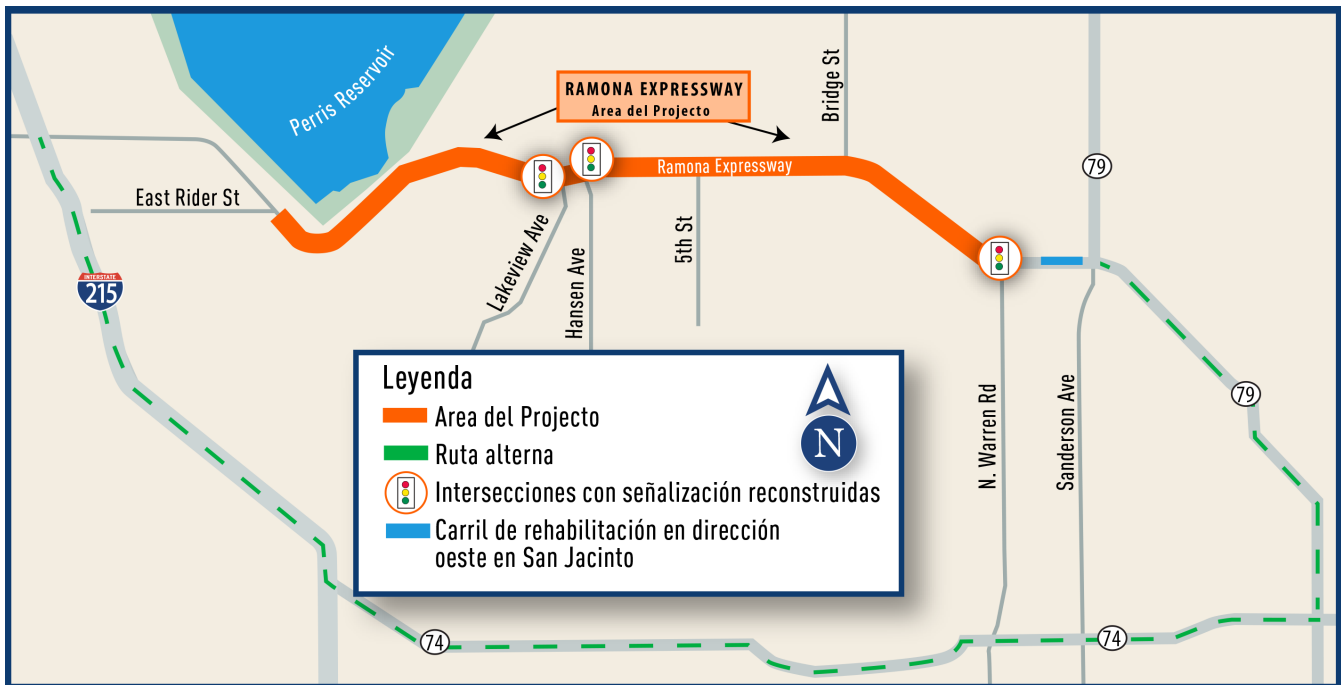 Perris Reservoir
RAMONA EXPRESSWAY
Area del Projecto
Bridge St
79
Ramona Expressway
East Rider St
Lakeview Ave
Hansen Ave
5th St
INTERSTATE
215
79
N. Warren Rd
Sanderson Ave
Leyenda
Area del Projecto
Ruta alterna
Intersecciones con señalización reconstruidas
Carril de rehabilitación en dirección
oeste en San Jacinto
N
74
74